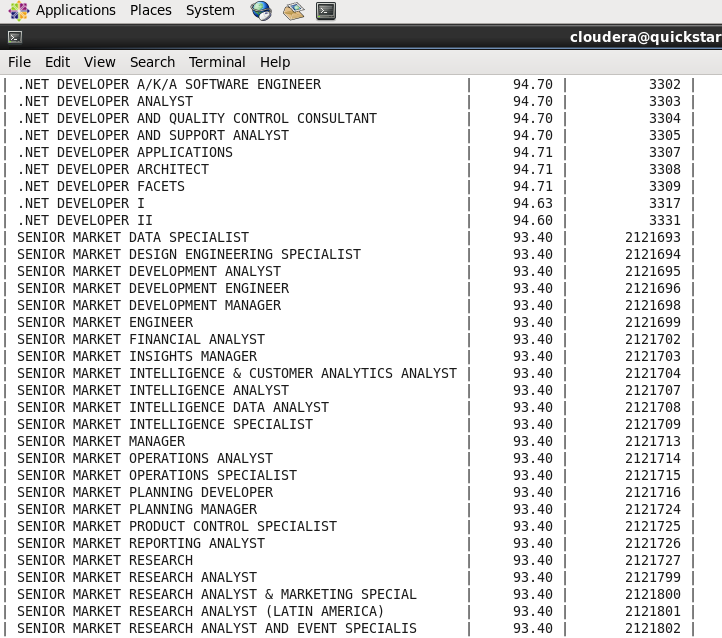 Applications Places System
cloudera@quickstar
File Edit View Search Terminal Help
| .NET DEVELOPER A/K/A SOFTWARE ENGINEER | 94.70 | 3302 |
| .NET DEVELOPER ANALYST | 94.70 | 3303 |
| .NET DEVELOPER AND QUALITY CONTROL CONSULTANT | 94.70 | 3304 |
| .NET DEVELOPER AND SUPPORT ANALYST | 94.70 | 3305 |
| .NET DEVELOPER APPLICATIONS | 94.71 | 3307 |
| .NET DEVELOPER ARCHITECT | 94.71 | 3308 |
| .NET DEVELOPER FACETS | 94.71 | 3309 |
| .NET DEVELOPER I | 94.63 | 3317 |
| .NET DEVELOPER II | 94.60 | 3331 |
| SENIOR MARKET DATA SPECIALIST | 93.40 | 2121693 |
| SENIOR MARKET DESIGN ENGINEERING SPECIALIST | 93.40 | 2121694 |
| SENIOR MARKET DEVELOPMENT ANALYST | 93.40 | 2121695 |
| SENIOR MARKET DEVELOPMENT ENGINEER | 93.40 | 2121696 |
| SENIOR MARKET DEVELOPMENT MANAGER | 93.40 | 2121698 |
| SENIOR MARKET ENGINEER | 93.40 | 2121699 |
| SENIOR MARKET FINANCIAL ANALYST | 93.40 | 2121702 |
| SENIOR MARKET INSIGHTS MANAGER | 93.40 | 2121703 |
| SENIOR MARKET INTELLIGENCE & CUSTOMER ANALYTICS ANALYST | 93.40 | 2121704 |
| SENIOR MARKET INTELLIGENCE ANALYST | 93.40 | 2121707 |
| SENIOR MARKET INTELLIGENCE DATA ANALYST | 93.40 | 2121708 |
| SENIOR MARKET INTELLIGENCE SPECIALIST | 93.40 | 2121709 |
| SENIOR MARKET MANAGER | 93.40 | 2121713 |
| SENIOR MARKET OPERATIONS ANALYST | 93.40 | 2121714 |
| SENIOR MARKET OPERATIONS SPECIALIST | 93.40 | 2121715 |
| SENIOR MARKET PLANNING DEVELOPER | 93.40 | 2121716 |
| SENIOR MARKET PLANNING MANAGER | 93.40 | 2121724 |
| SENIOR MARKET PRODUCT CONTROL SPECIALIST | 93.40 | 2121725 |
| SENIOR MARKET REPORTING ANALYST | 93.40 | 2121726 |
| SENIOR MARKET RESEARCH | 93.40 | 2121727 |
| SENIOR MARKET RESEARCH ANALYST | 93.40 | 2121799 |
| SENIOR MARKET RESEARCH ANALYST & MARKETING SPECIAL | 93.40 | 2121800 |
| SENIOR MARKET RESEARCH ANALYST (LATIN AMERICA) | 93.40 | 2121801 |
| SENIOR MARKET RESEARCH ANALYST AND EVENT SPECIALIS | 93.40 | 2121802 |